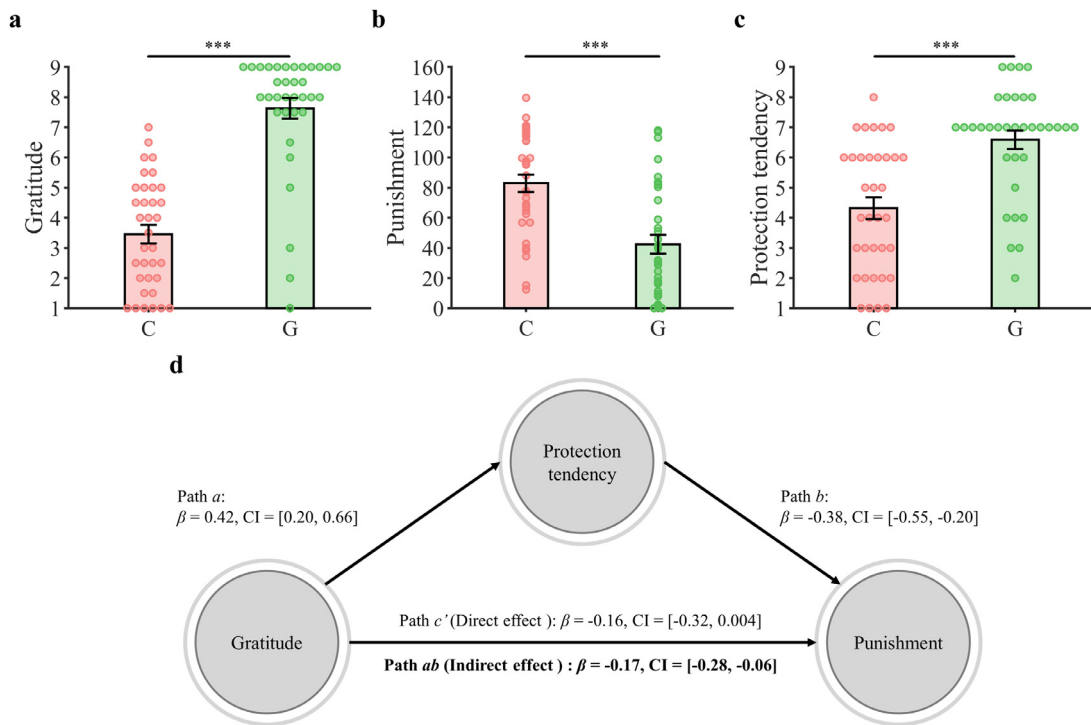 a
***
Gratitude
9
8
7
6
5
4
3
2
1
C
G
b
***
Punishment
160
140
120
100
80
60
40
20
0
C
G
c
***
Protection tendency
9
8
7
6
5
4
3
2
1
C
G
d
Protection
tendency
Path a:
β = 0.42, CI = [0.20, 0.66]
Path b:
β = -0.38, CI = [-0.55, -0.20]
Gratitude
Path c’ (Direct effect ): β = -0.16, CI = [-0.32, 0.004]
Path ab (Indirect effect ) : β = -0.17, CI = [-0.28, -0.06]
Punishment